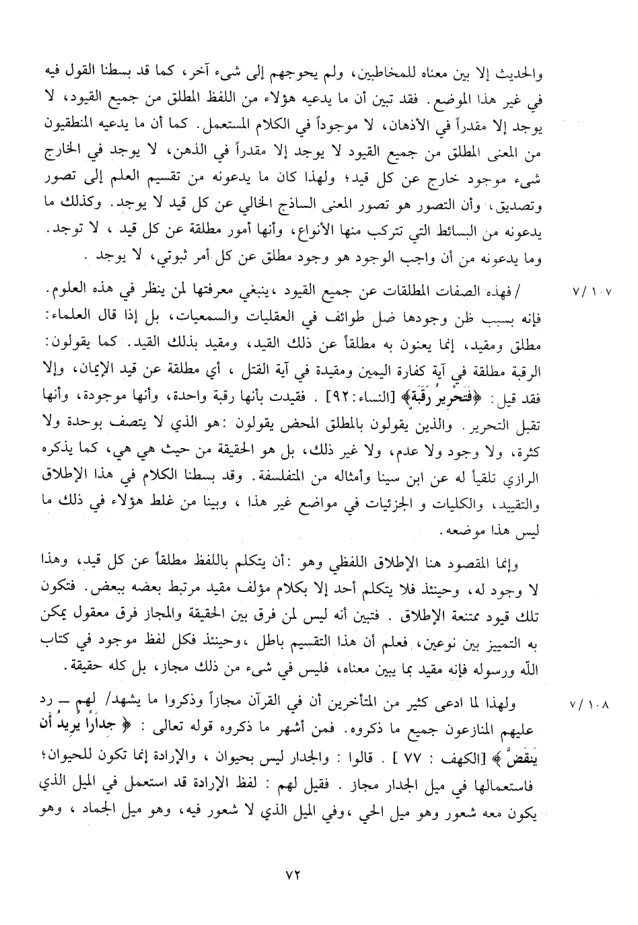 والحديث إلا بين معناه للمخاطبين، ولم يحوجهم إلى شىء آخر، كما قد بسطنا القول فيه
في غير هذا الموضع. فقد تبين أن ما يدعيه هؤلاء من اللفظ المطلق من جميع القيود، لا
يوجد إلا مقدراً في الأذهان، لا موجوداً في الكلام المستعمل. كما أن ما يدعيه المنطقيون
من المعنى المطلق من جميع القيود لا يوجد إلا مقدراً في الذهن، لا يوجد في الخارج
شىء موجود خارج عن كل قيد؛ ولهذا كان ما يدعونه من تقسيم العلم إلى تصور
وتصديق، وأن التصور هو تصور المعنى الساذج الخالي عن كل قيد لا يوجد. وكذلك ما
يدعونه من البسائط التي تتركب منها الأنواع، وأنها أمور مطلقة عن كل قيد ، لا توجد.
وما يدعونه من أن واجب الوجود هو وجود مطلق عن كل أمر ثبوتي، لا يوجد .
٧/١٠٧ /فهذه الصفات المطلقات عن جميع القيود ،ينبغي معرفتها لمن ينظر في هذه العلوم.
فإنه بسبب ظن وجودها ضل طوائف في العقليات والسمعيات، بل إذا قال العلماء:
مطلق ومقيد، إنما يعنون به مطلقاً عن ذلك القيد، ومقيد بذلك القيد. كما يقولون:
الرقبة مطلقة في آية كفارة اليمين ومقيدة في آية القتل ، أي مطلقة عن قيد الإيمان، وإلا
فقد قيل: ﴿فَتَحْرِيرُ رَقَبَةٍ﴾ [النساء:٩٢] . فقيدت بأنها رقبة واحدة، وأنها موجودة، وأنها
تقبل التحرير. والذين يقولون بالمطلق المحض يقولون :هو الذي لا يتصف بوحدة ولا
كثرة، ولا وجود ولا عدم، ولا غير ذلك، بل هو الحقيقة من حيث هي هي، كما يذكره
الرازي تلقياً له عن ابن سينا وأمثاله من المتفلسفة. وقد بسطنا الكلام في هذا الإطلاق
والتقييد، والكليات و الجزئيات في مواضع غير هذا ، وبينا من غلط هؤلاء في ذلك ما
ليس هذا موضعه.
وإنما المقصود هنا الإطلاق اللفظي وهو :أن يتكلم باللفظ مطلقاً عن كل قيد، وهذا
لا وجود له، وحينئذ فلا يتكلم أحد إلا بكلام مؤلف مقيد مرتبط بعضه ببعض. فتكون
تلك قيود ممتنعة الإطلاق . فتبين أنه ليس لمن فرق بين الحقيقة والمجاز فرق معقول يمكن
به التمييز بين نوعين، فعلم أن هذا التقسيم باطل ،وحينئذ فكل لفظ موجود في كتاب
الله ورسوله فإنه مقيد بما يبين معناه، فليس في شىء من ذلك مجاز، بل كله حقيقة.
٧/١٠٨ ولهذا لما ادعى كثير من المتأخرين أن في القرآن مجازاً وذكروا ما يشهد/ لهم ــ رد
عليهم المنازعون جميع ما ذكروه. فمن أشهر ما ذكروه قوله تعالى : ﴿ جِدَارًا يُرِيدُ أَن
يَنقَضَّ ﴾ [الكهف : ٧٧] . قالوا : والجدار ليس بحيوان ، والإرادة إنما تكون للحيوان؛
فاستعمالها في ميل الجدار مجاز . فقيل لهم : لفظ الإرادة قد استعمل في الميل الذي
يكون معه شعور وهو ميل الحي ،وفي الميل الذي لا شعور فيه، وهو ميل الجماد ، وهو
٧٢